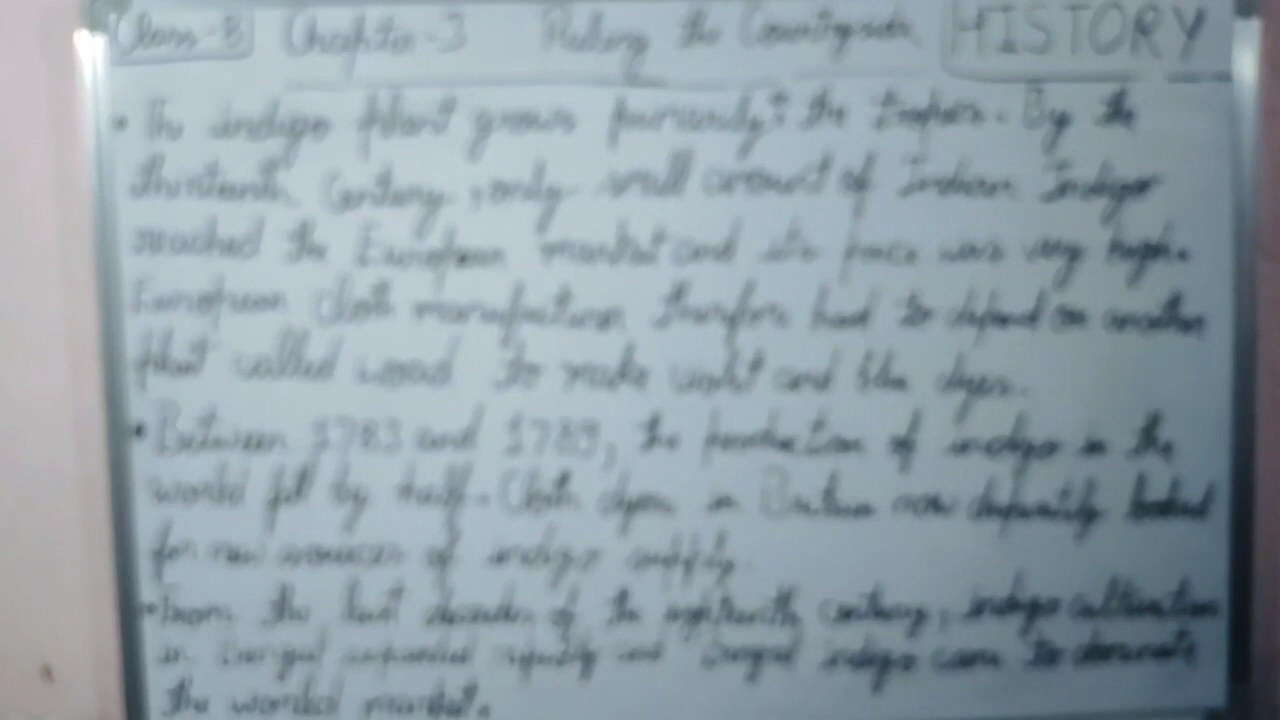 Class-8 Chapter-3 Ruling the Countryside HISTORY
• The indigo plant grows primarily: the tropics. By the
thirteenth Century, only small amount of Indian Indigo
reached the European market and its price was very high.
European cloth manufactures therefore had to depend on another
plant called woad to make violet and blue dyes.
• Between 1783 and 1789, the production of indigo in the
world fell by half. Cloth dyers in Britain now desperately looked
for new sources of indigo supply.
• From the last decades of the eighteenth century, indigo cultivation
in Bengal expanded rapidly and Bengal indigo came to dominate
the world market.